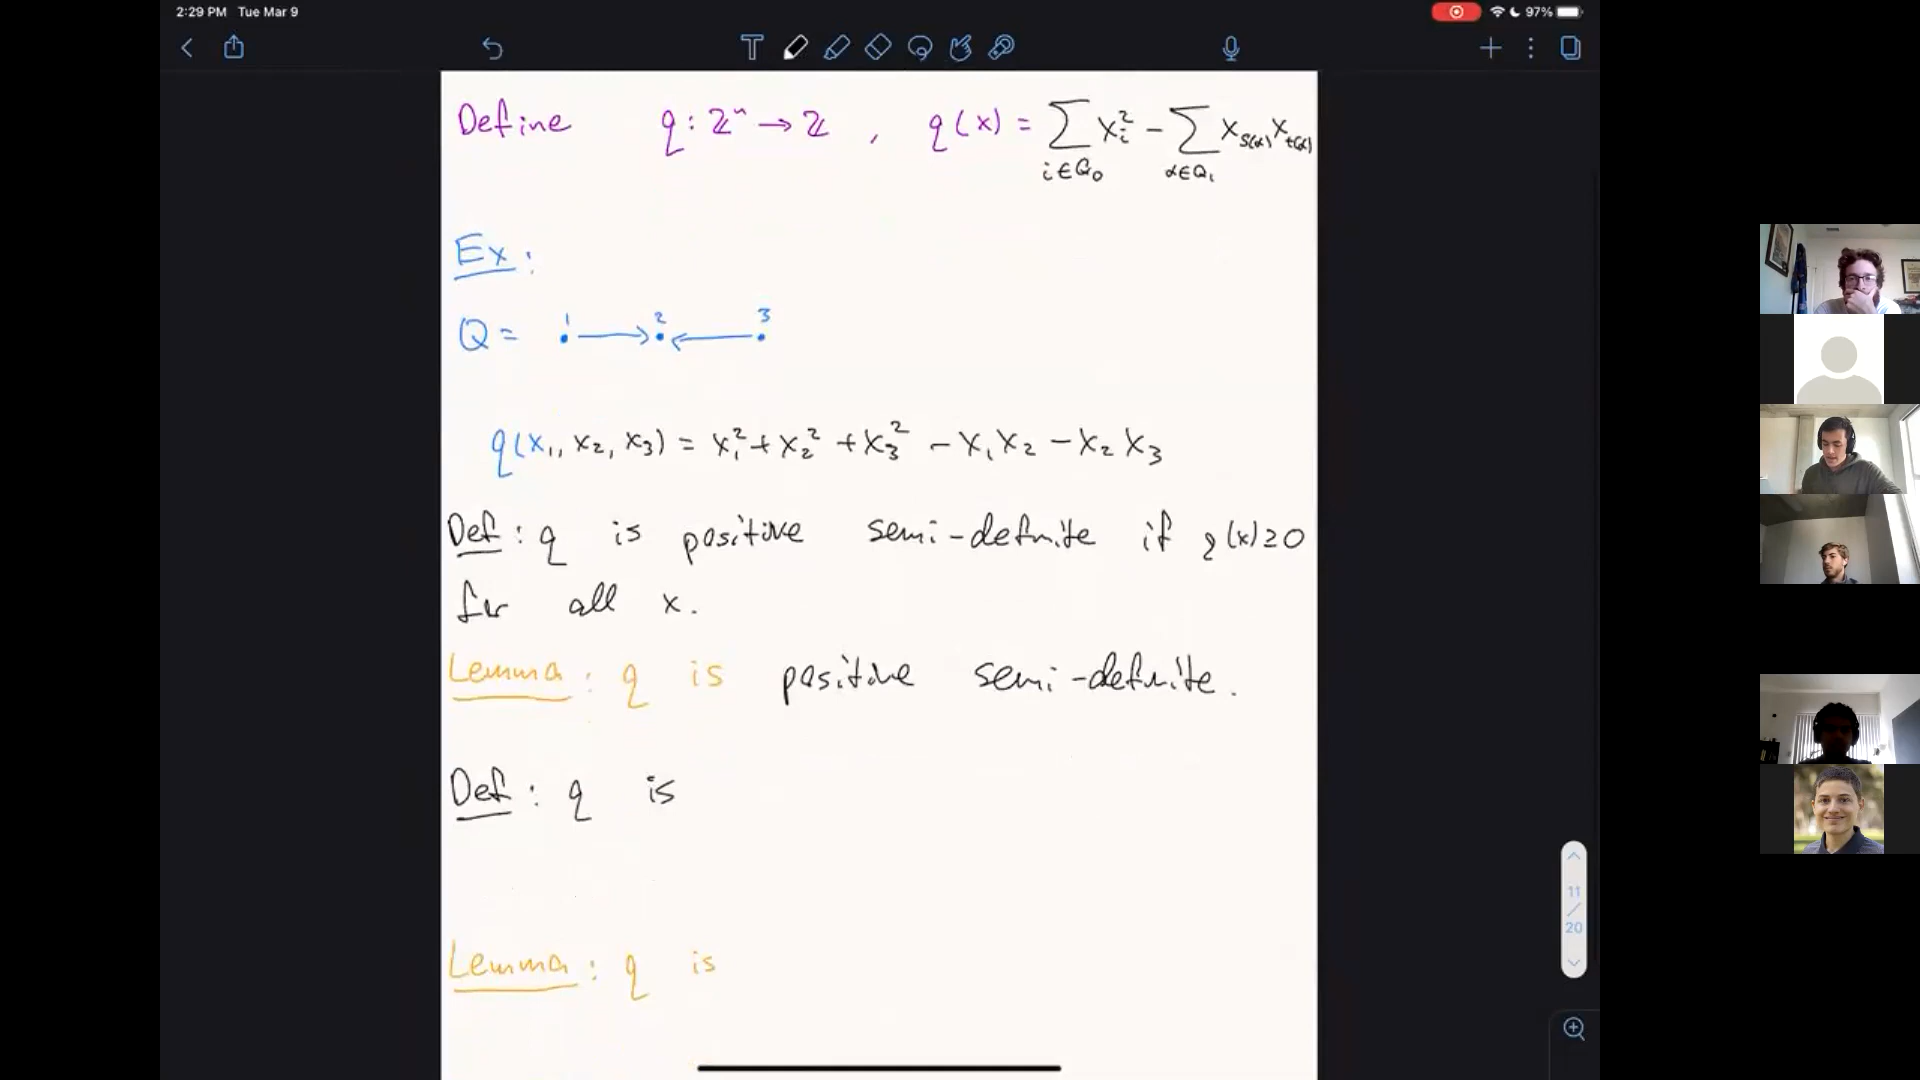 2:29 PM Tue Mar 9
97%
T
Define q: ℤⁿ → ℤ , q(x) = ∑_{i∈Q₀} x_i² − ∑_{α∈Q₁} x_{s(α)} x_{t(α)}
Ex:
1 2 3
Q = • → • ← •
q(x₁, x₂, x₃) = x₁² + x₂² + x₃² − x₁x₂ − x₂x₃
Def: q is positive semi-definite if q(x) ≥ 0
for all x.
Lemma: q is positive semi-definite.
Def: q is
11
/
20
Lemma: q is